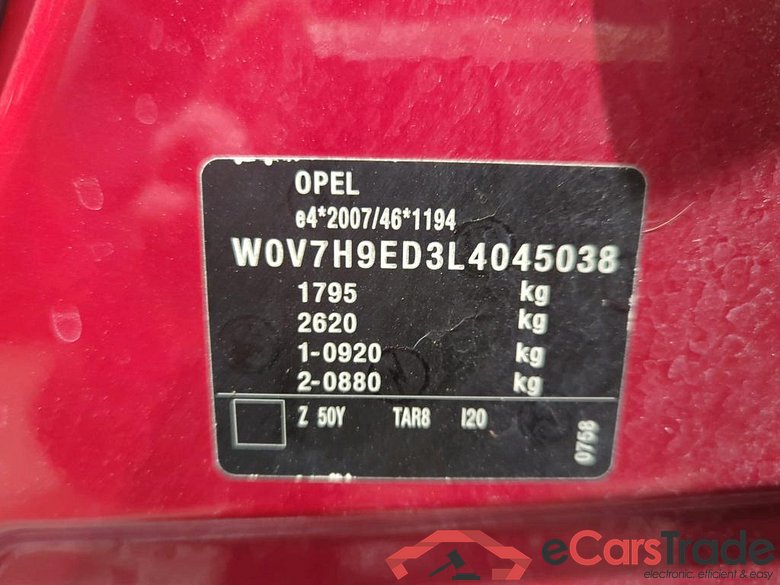 OPEL
e4*2007/46*1194
W0V7H9ED3L4045038
1795 kg
2620 kg
1-0920 kg
2-0880 kg
Z 50Y TAR8 I20
0758
eCarsTrade
electronic, efficient & easy